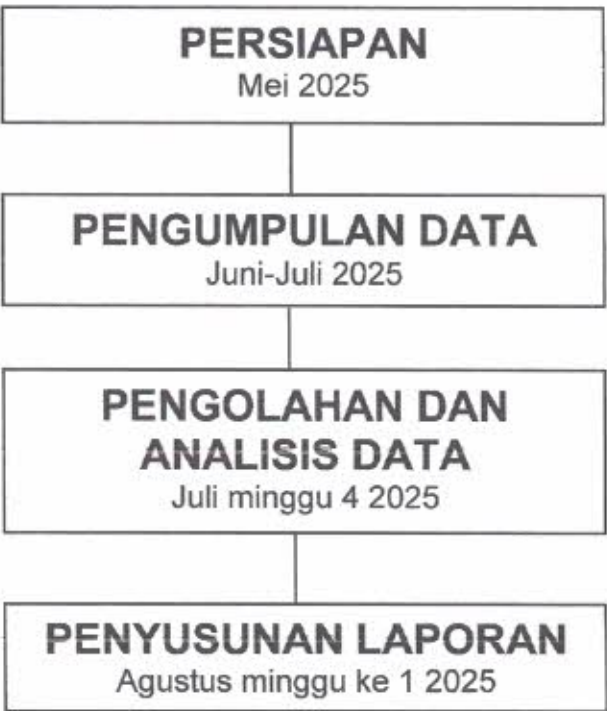 PERSIAPAN
Mei 2025
PENGUMPULAN DATA
Juni-Juli 2025
PENGOLAHAN DAN
ANALISIS DATA
Juli minggu 4 2025
PENYUSUNAN LAPORAN
Agustus minggu ke 1 2025